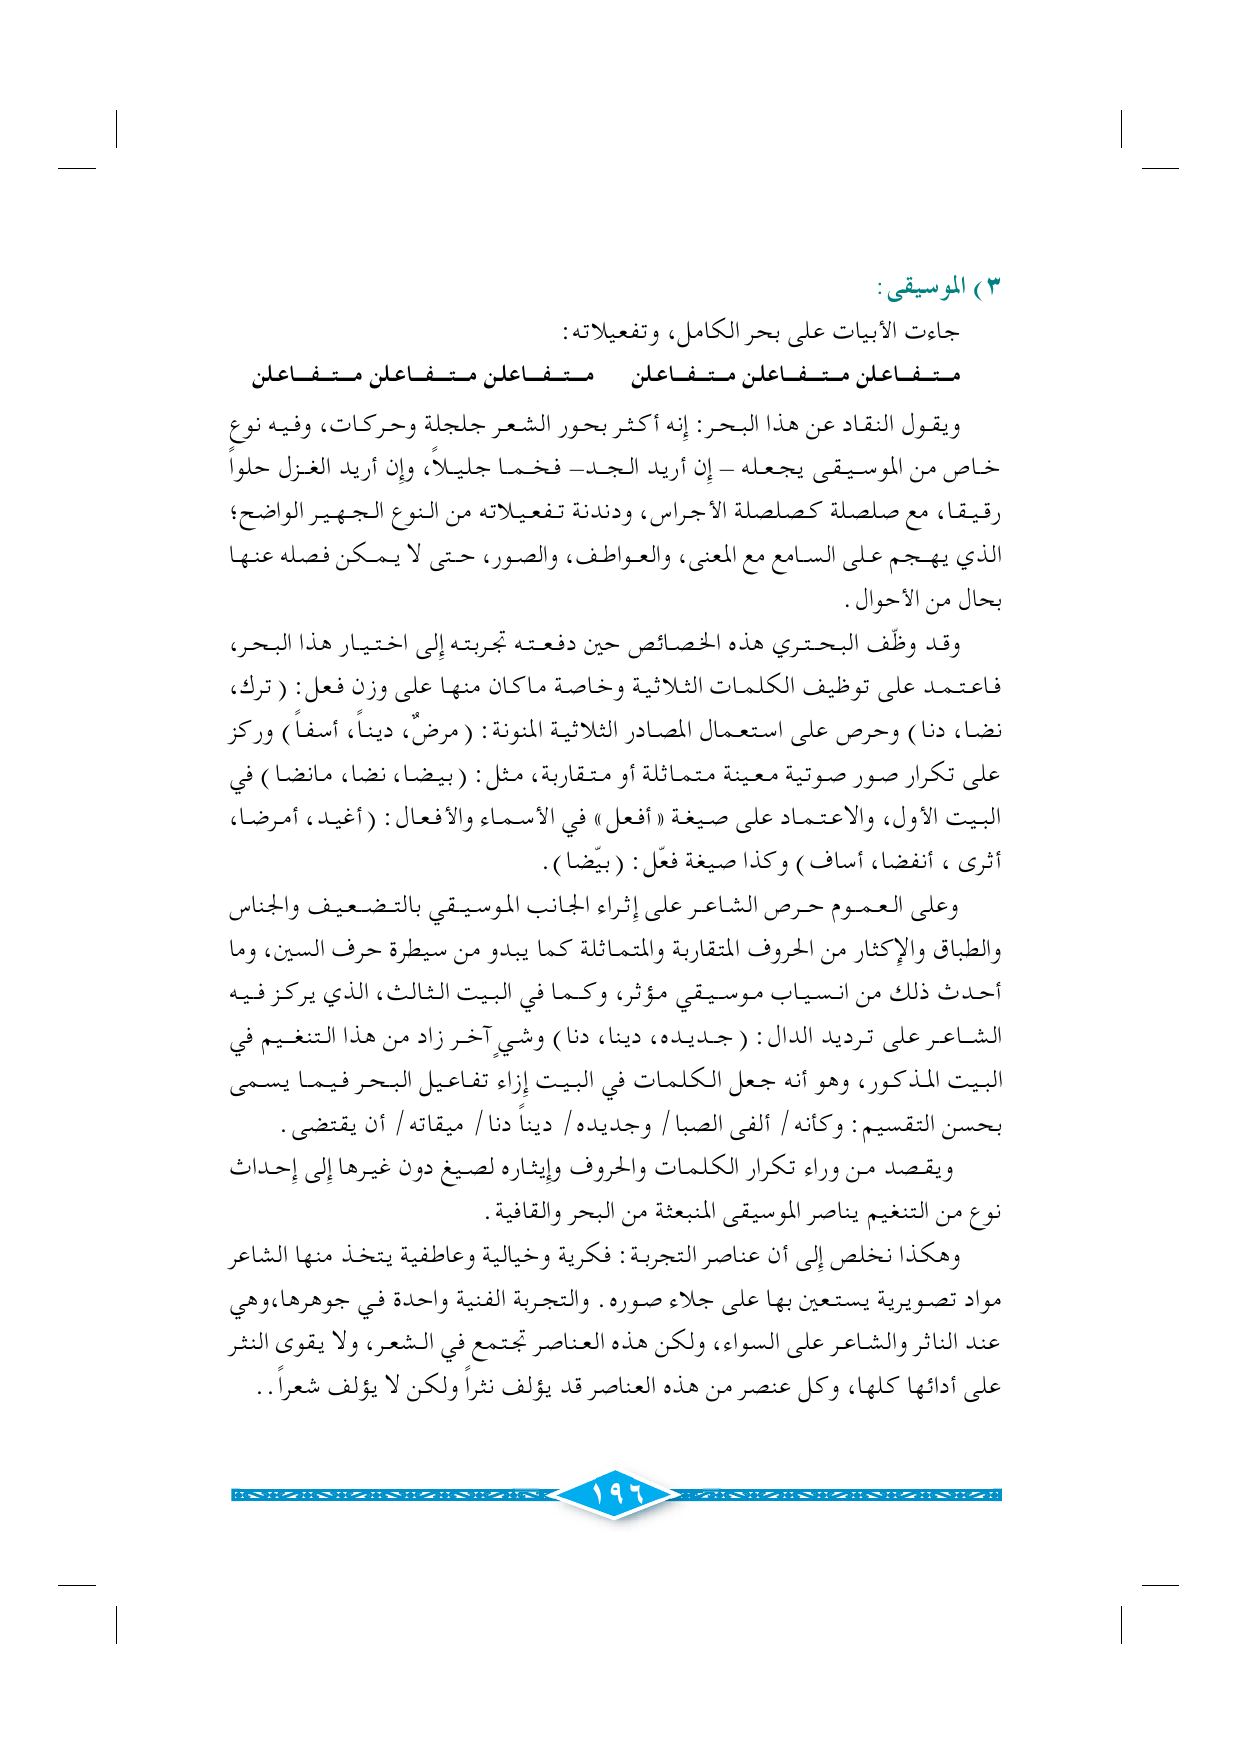 ٣) الموسيقى:
جاءت الأبيات على بحر الكامل، وتفعيلاته:
متفاعلن متفاعلن متفاعلن متفاعلن متفاعلن متفاعلن
ويقول النقاد عن هذا البحر: إنه أكثر بحور الشعر جلجلة وحركات، وفيه نوع
خاص من الموسيقى يجعله – إن أريد الجد– فخما جليلاً، وإن أريد الغزل حلواً
رقيقا، مع صلصلة كصلصلة الأجراس، ودندنة تفعيلاته من النوع الجهير الواضح؛
الذي يهجم على السامع مع المعنى، والعواطف، والصور، حتى لا يمكن فصله عنها
بحال من الأحوال.
وقد وظّف البحتري هذه الخصائص حين دفعته تجربته إلى اختيار هذا البحر،
فاعتمد على توظيف الكلمات الثلاثية وخاصة ماكان منها على وزن فعل: (ترك،
نضا، دنا) وحرص على استعمال المصادر الثلاثية المنونة: (مرضٌ، ديناً، أسفاً) وركز
على تكرار صور صوتية معينة متماثلة أو متقاربة، مثل: (بيضا، نضا، مانضا) في
البيت الأول، والاعتماد على صيغة «أفعل» في الأسماء والأفعال: (أغيد، أمرضا،
أثرى ، أنفضا، أساف) وكذا صيغة فعّل: (بيّضا).
وعلى العموم حرص الشاعر على إثراء الجانب الموسيقي بالتضعيف والجناس
والطباق والإكثار من الحروف المتقاربة والمتماثلة كما يبدو من سيطرة حرف السين، وما
أحدث ذلك من انسياب موسيقي مؤثر، وكما في البيت الثالث، الذي يركز فيه
الشاعر على ترديد الدال: (جديده، دينا، دنا) وشيٍ آخر زاد من هذا التنغيم في
البيت المذكور، وهو أنه جعل الكلمات في البيت إزاء تفاعيل البحر فيما يسمى
بحسن التقسيم: وكأنه/ ألفى الصبا/ وجديده/ ديناً دنا/ ميقاته/ أن يقتضى.
ويقصد من وراء تكرار الكلمات والحروف وإيثاره لصيغ دون غيرها إلى إحداث
نوع من التنغيم يناصر الموسيقى المنبعثة من البحر والقافية.
وهكذا نخلص إلى أن عناصر التجربة: فكرية وخيالية وعاطفية يتخذ منها الشاعر
مواد تصويرية يستعين بها على جلاء صوره. والتجربة الفنية واحدة في جوهرها،وهي
عند الناثر والشاعر على السواء، ولكن هذه العناصر تجتمع في الشعر، ولا يقوى النثر
على أدائها كلها، وكل عنصر من هذه العناصر قد يؤلف نثراً ولكن لا يؤلف شعراً..
١٩٦